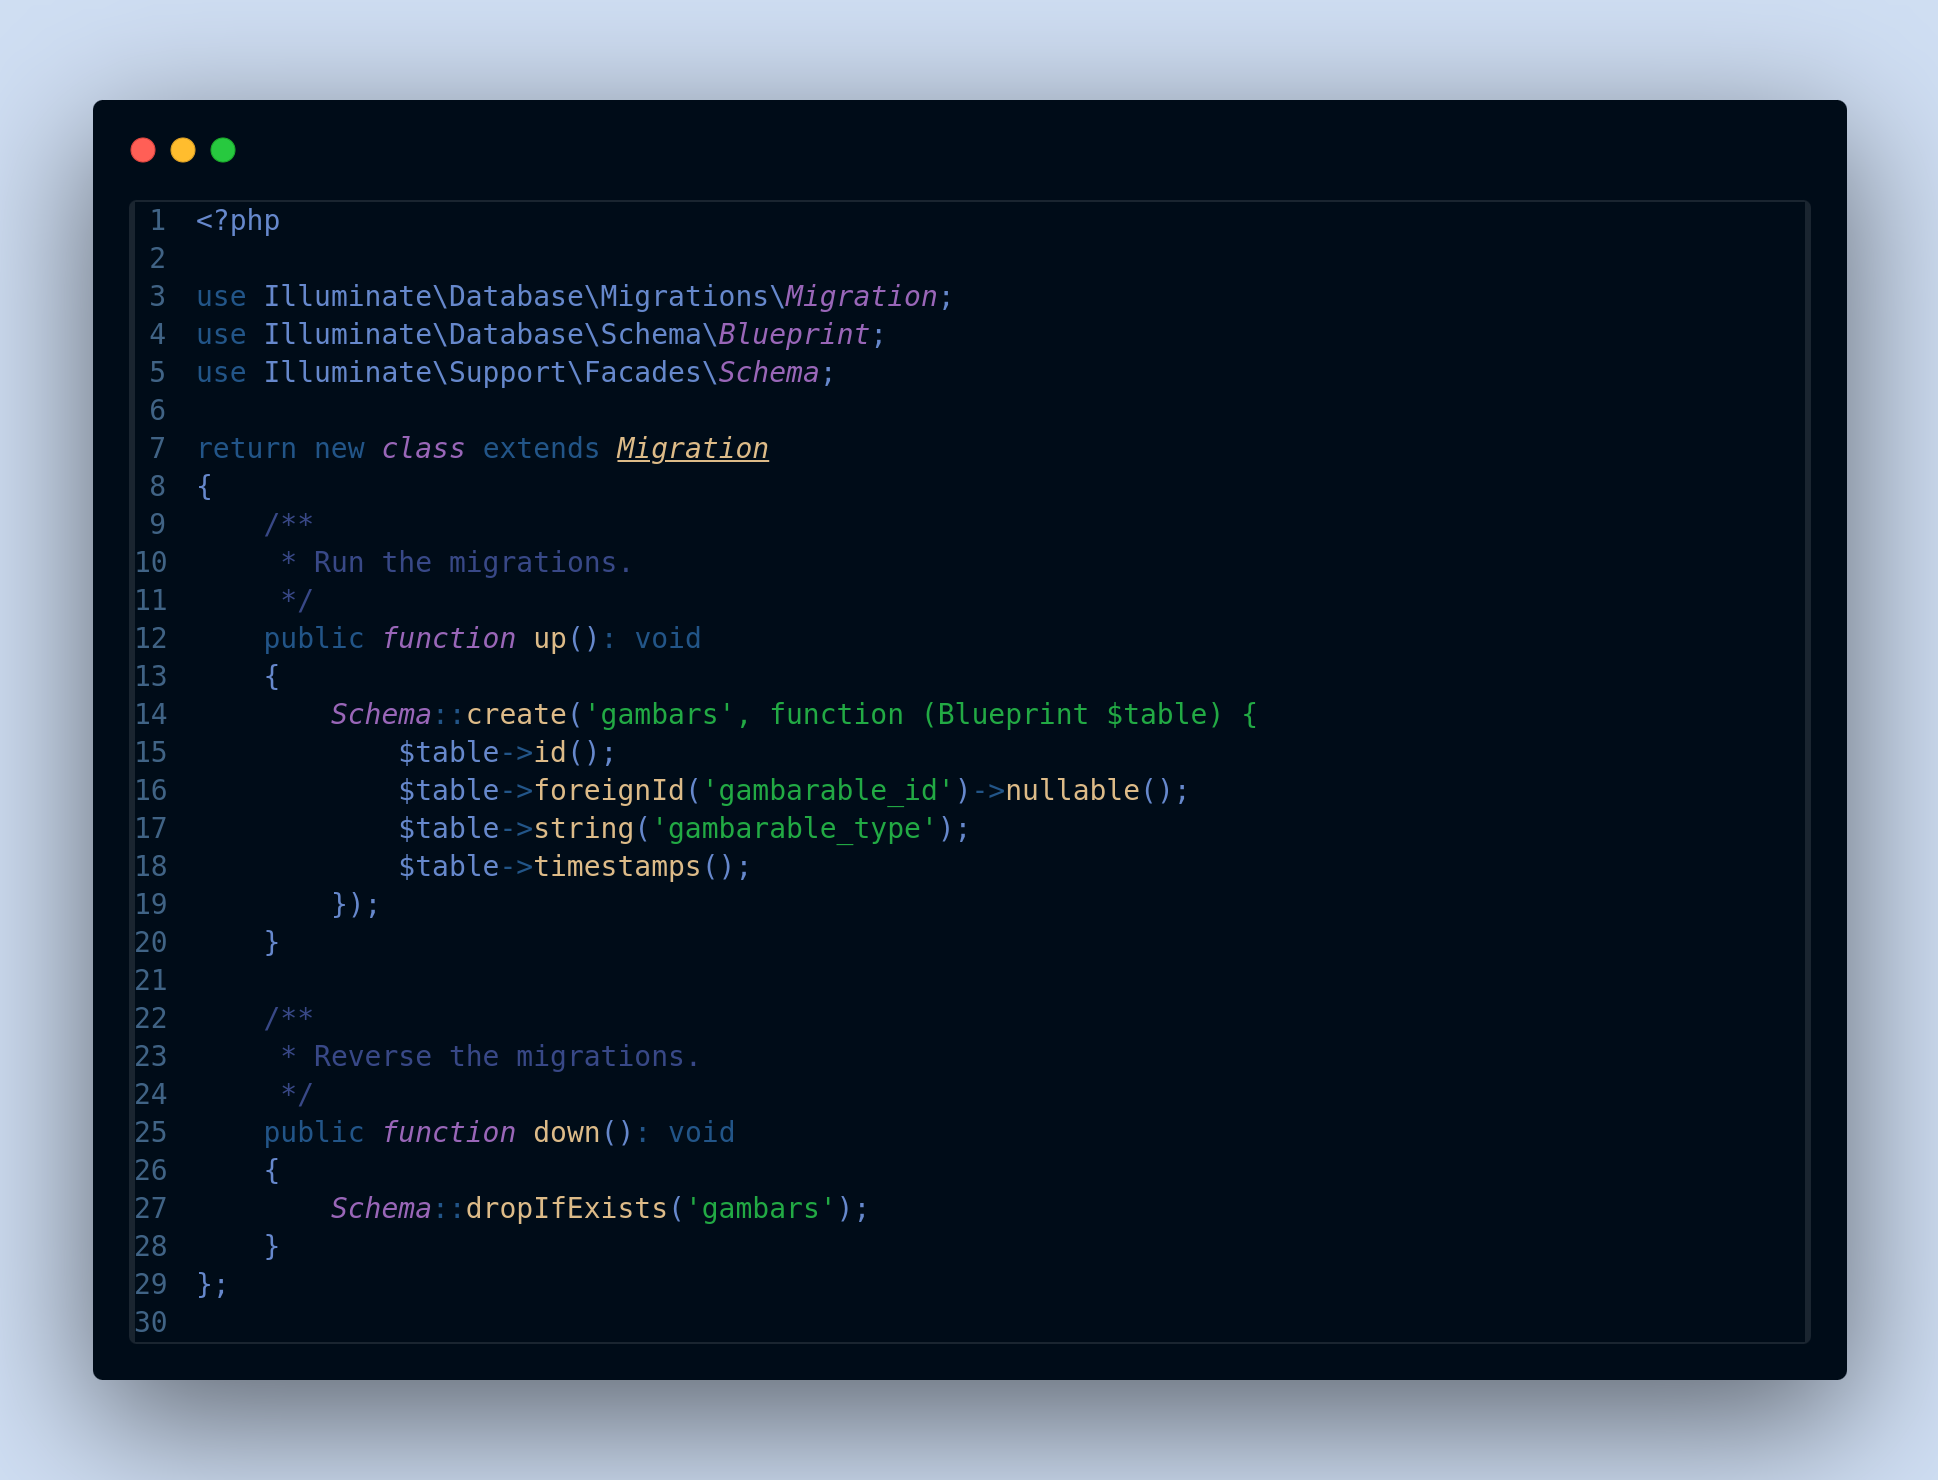 1 <?php
2
3 use Illuminate\Database\Migrations\Migration;
4 use Illuminate\Database\Schema\Blueprint;
5 use Illuminate\Support\Facades\Schema;
6
7 return new class extends Migration
8 {
9     /**
10      * Run the migrations.
11      */
12     public function up(): void
13     {
14         Schema::create('gambars', function (Blueprint $table) {
15             $table->id();
16             $table->foreignId('gambarable_id')->nullable();
17             $table->string('gambarable_type');
18             $table->timestamps();
19         });
20     }
21
22     /**
23      * Reverse the migrations.
24      */
25     public function down(): void
26     {
27         Schema::dropIfExists('gambars');
28     }
29 };
30